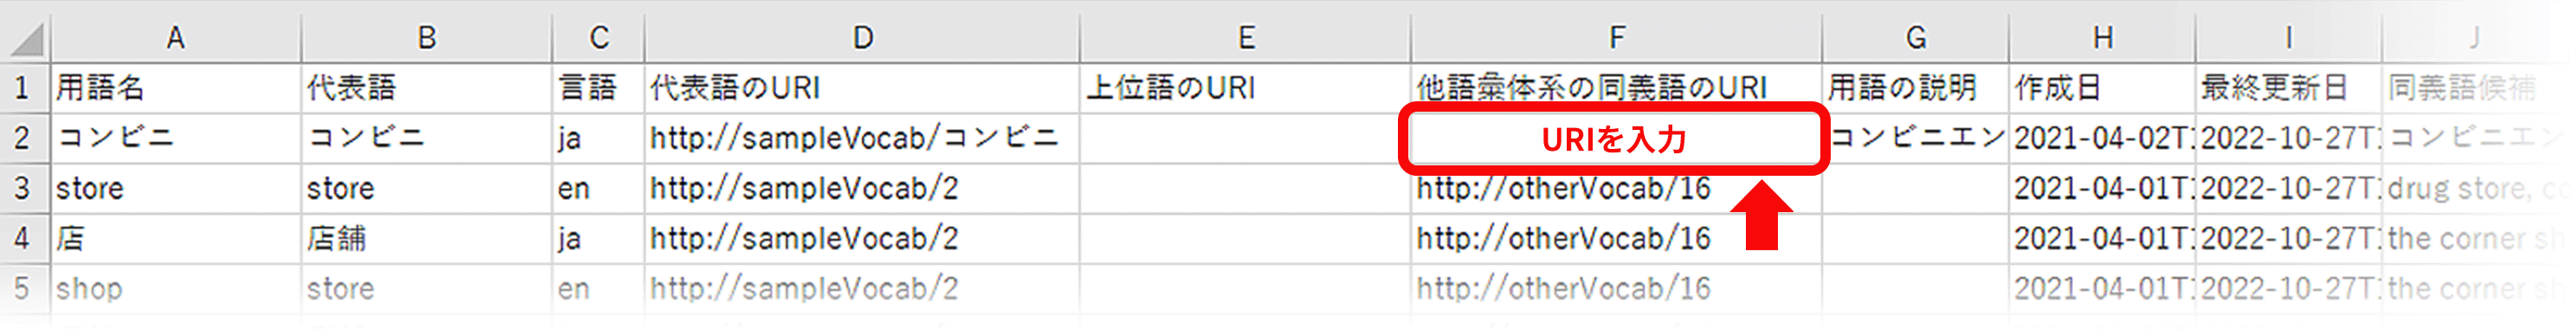 A B C D E F G H I J
1 用語名 代表語 言語 代表語のURI 上位語のURI 他語彙体系の同義語のURI 用語の説明 作成日 最終更新日 同義語候補
2 コンビニ コンビニ ja http://sampleVocab/コンビニ URIを入力 コンビニエン 2021-04-02T 2022-10-27T コンビニエン
3 store store en http://sampleVocab/2 http://otherVocab/16 2021-04-01T 2022-10-27T drug store,
4 店 店舗 ja http://sampleVocab/2 http://otherVocab/16 2021-04-01T 2022-10-27T the corner sh
5 shop store en http://sampleVocab/2 http://otherVocab/16 2021-04-01T 2022-10-27T the corner sh